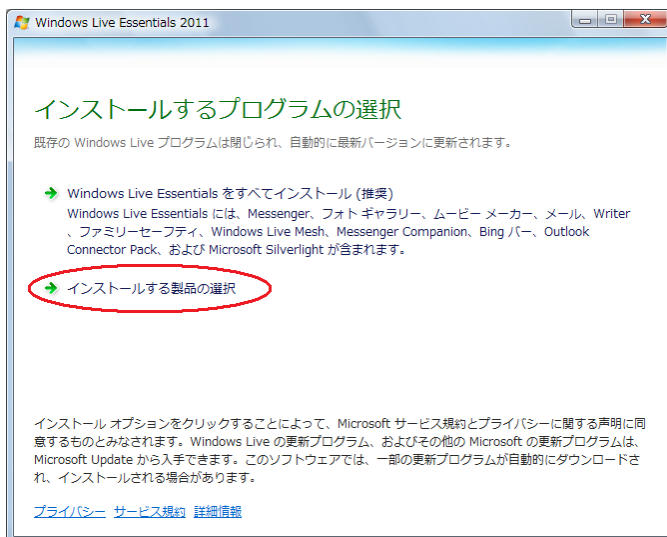 Windows Live Essentials 2011
インストールするプログラムの選択
既存の Windows Live プログラムは閉じられ、自動的に最新バージョンに更新されます。
Windows Live Essentials をすべてインストール (推奨)
Windows Live Essentials には、Messenger、フォト ギャラリー、ムービー メーカー、メール、Writer
、ファミリーセーフティ、Windows Live Mesh、Messenger Companion、Bing バー、Outlook
Connector Pack、および Microsoft Silverlight が含まれます。
インストールする製品の選択
インストール オプションをクリックすることによって、Microsoft サービス規約とプライバシーに関する声明に同
意するものとみなされます。Windows Live の更新プログラム、およびその他の Microsoft の更新プログラムは、
Microsoft Update から入手できます。このソフトウェアでは、一部の更新プログラムが自動的にダウンロードさ
れ、インストールされる場合があります。
プライバシー サービス規約 詳細情報